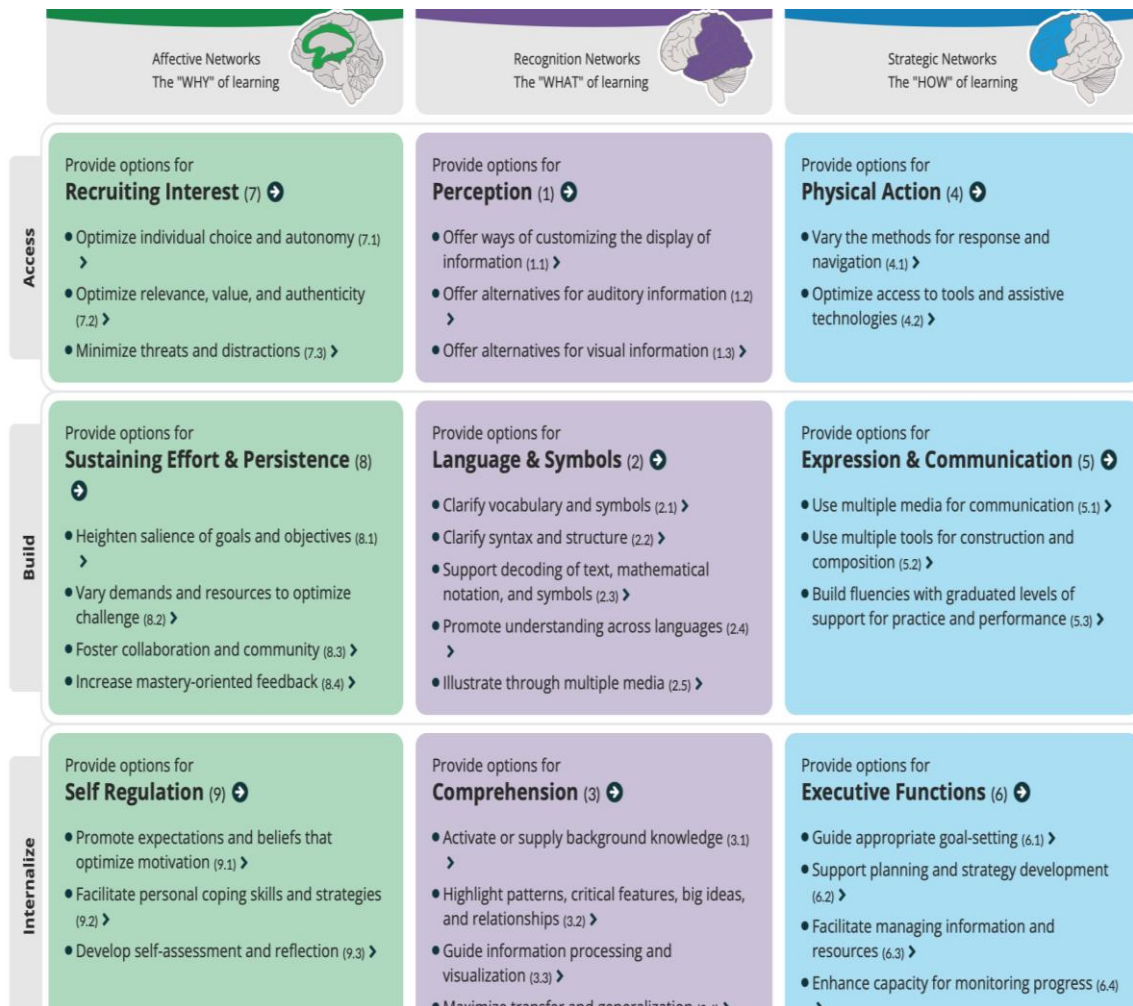 Affective Networks
The "WHY" of learning
Recognition Networks
The "WHAT" of learning
Strategic Networks
The "HOW" of learning
Access
Provide options for
Recruiting Interest (7)
• Optimize individual choice and autonomy (7.1)
• Optimize relevance, value, and authenticity
(7.2)
• Minimize threats and distractions (7.3)
Provide options for
Perception (1)
• Offer ways of customizing the display of
information (1.1)
• Offer alternatives for auditory information (1.2)
• Offer alternatives for visual information (1.3)
Provide options for
Physical Action (4)
• Vary the methods for response and
navigation (4.1)
• Optimize access to tools and assistive
technologies (4.2)
Build
Provide options for
Sustaining Effort & Persistence (8)
• Heighten salience of goals and objectives (8.1)
• Vary demands and resources to optimize
challenge (8.2)
• Foster collaboration and community (8.3)
• Increase mastery-oriented feedback (8.4)
Provide options for
Language & Symbols (2)
• Clarify vocabulary and symbols (2.1)
• Clarify syntax and structure (2.2)
• Support decoding of text, mathematical
notation, and symbols (2.3)
• Promote understanding across languages (2.4)
• Illustrate through multiple media (2.5)
Provide options for
Expression & Communication (5)
• Use multiple media for communication (5.1)
• Use multiple tools for construction and
composition (5.2)
• Build fluencies with graduated levels of
support for practice and performance (5.3)
Internalize
Provide options for
Self Regulation (9)
• Promote expectations and beliefs that
optimize motivation (9.1)
• Facilitate personal coping skills and strategies
(9.2)
• Develop self-assessment and reflection (9.3)
Provide options for
Comprehension (3)
• Activate or supply background knowledge (3.1)
• Highlight patterns, critical features, big ideas,
and relationships (3.2)
• Guide information processing and
visualization (3.3)
• Maximize transfer and generalization
Provide options for
Executive Functions (6)
• Guide appropriate goal-setting (6.1)
• Support planning and strategy development
(6.2)
• Facilitate managing information and
resources (6.3)
• Enhance capacity for monitoring progress (6.4)